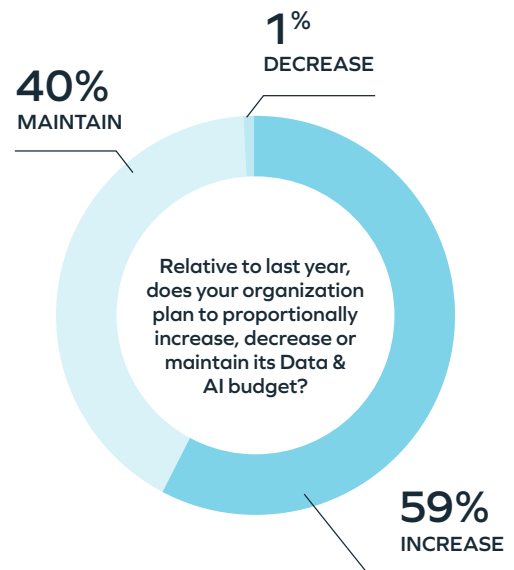 1%
DECREASE
40%
MAINTAIN
Relative to last year,
does your organization
plan to proportionally
increase, decrease or
maintain its Data &
AI budget?
59%
INCREASE